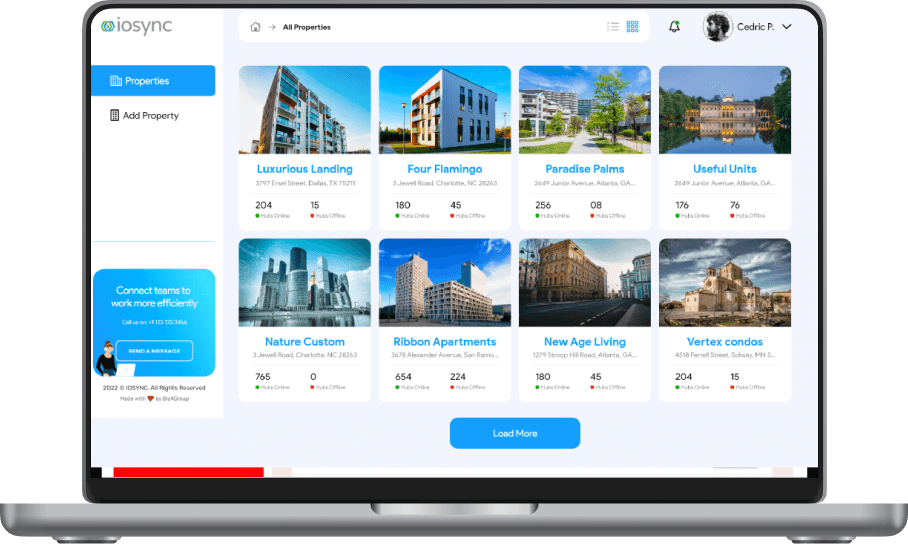 iosync
All Properties
Cedric P.
Properties
Add Property
Luxurious Landing
3797 Ersel Street, Dallas, TX 75211
204 15
Hubs Online Hubs Offline
Four Flamingo
3 Jewell Road, Charlotte, NC 28263
180 45
Hubs Online Hubs Offline
Paradise Palms
2649 Junior Avenue, Atlanta, GA...
256 08
Hubs Online Hubs Offline
Useful Units
2649 Junior Avenue, Atlanta, GA...
176 76
Hubs Online Hubs Offline
Nature Custom
3 Jewell Road, Charlotte, NC 28263
765 0
Hubs Online Hubs Offline
Ribbon Apartments
3678 Alexander Avenue, San Ramo...
654 224
Hubs Online Hubs Offline
New Age Living
1279 Stroop Hill Road, Atlanta, GA...
180 45
Hubs Online Hubs Offline
Vertex condos
4518 Ferrell Street, Solway, MN 5...
204 15
Hubs Online Hubs Offline
Connect teams to
work more efficiently
Call us on: +1 123 123 3456
SEND A MESSAGE
2022 © IOSYNC. All Rights Reserved
Made with by Biz4Group
Load More